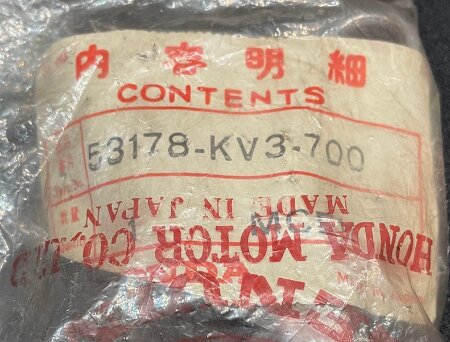 内容明細
CONTENTS
53178-KV3-700
MADE IN JAPAN
HONDA MOTOR CO.,LTD